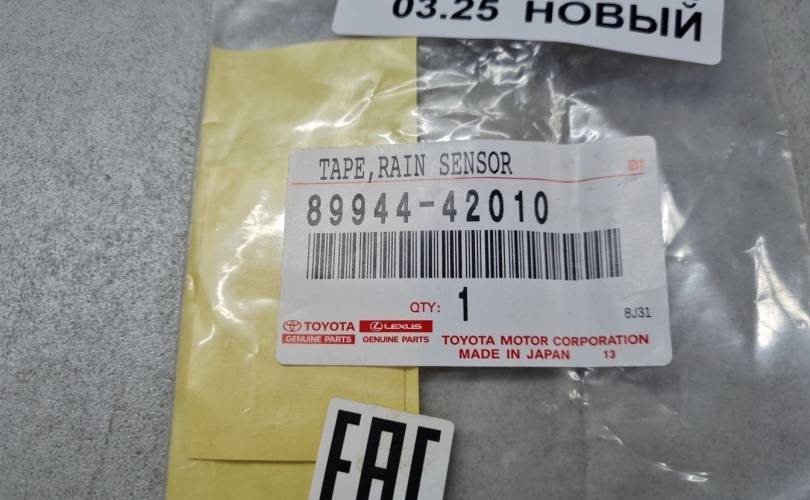 03.25 НОВЫЙ
TAPE,RAIN SENSOR
89944-42010
QTY: 1
8J31
TOYOTA LEXUS
GENUINE PARTS GENUINE PARTS
TOYOTA MOTOR CORPORATION
MADE IN JAPAN 13
EAC